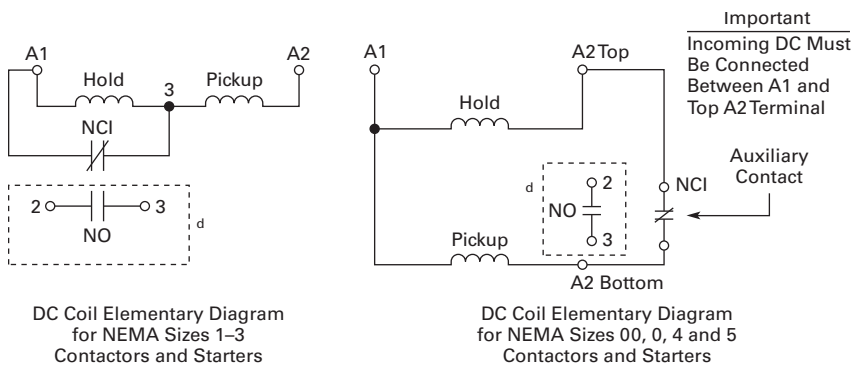 A1
A2
Hold
3
Pickup
NCI
2
3
NO
d
DC Coil Elementary Diagram
for NEMA Sizes 1–3
Contactors and Starters
A1
A2 Top
Hold
d
2
NO
3
NCI
Pickup
A2 Bottom
Important
Incoming DC Must
Be Connected
Between A1 and
Top A2 Terminal
Auxiliary
Contact
DC Coil Elementary Diagram
for NEMA Sizes 00, 0, 4 and 5
Contactors and Starters